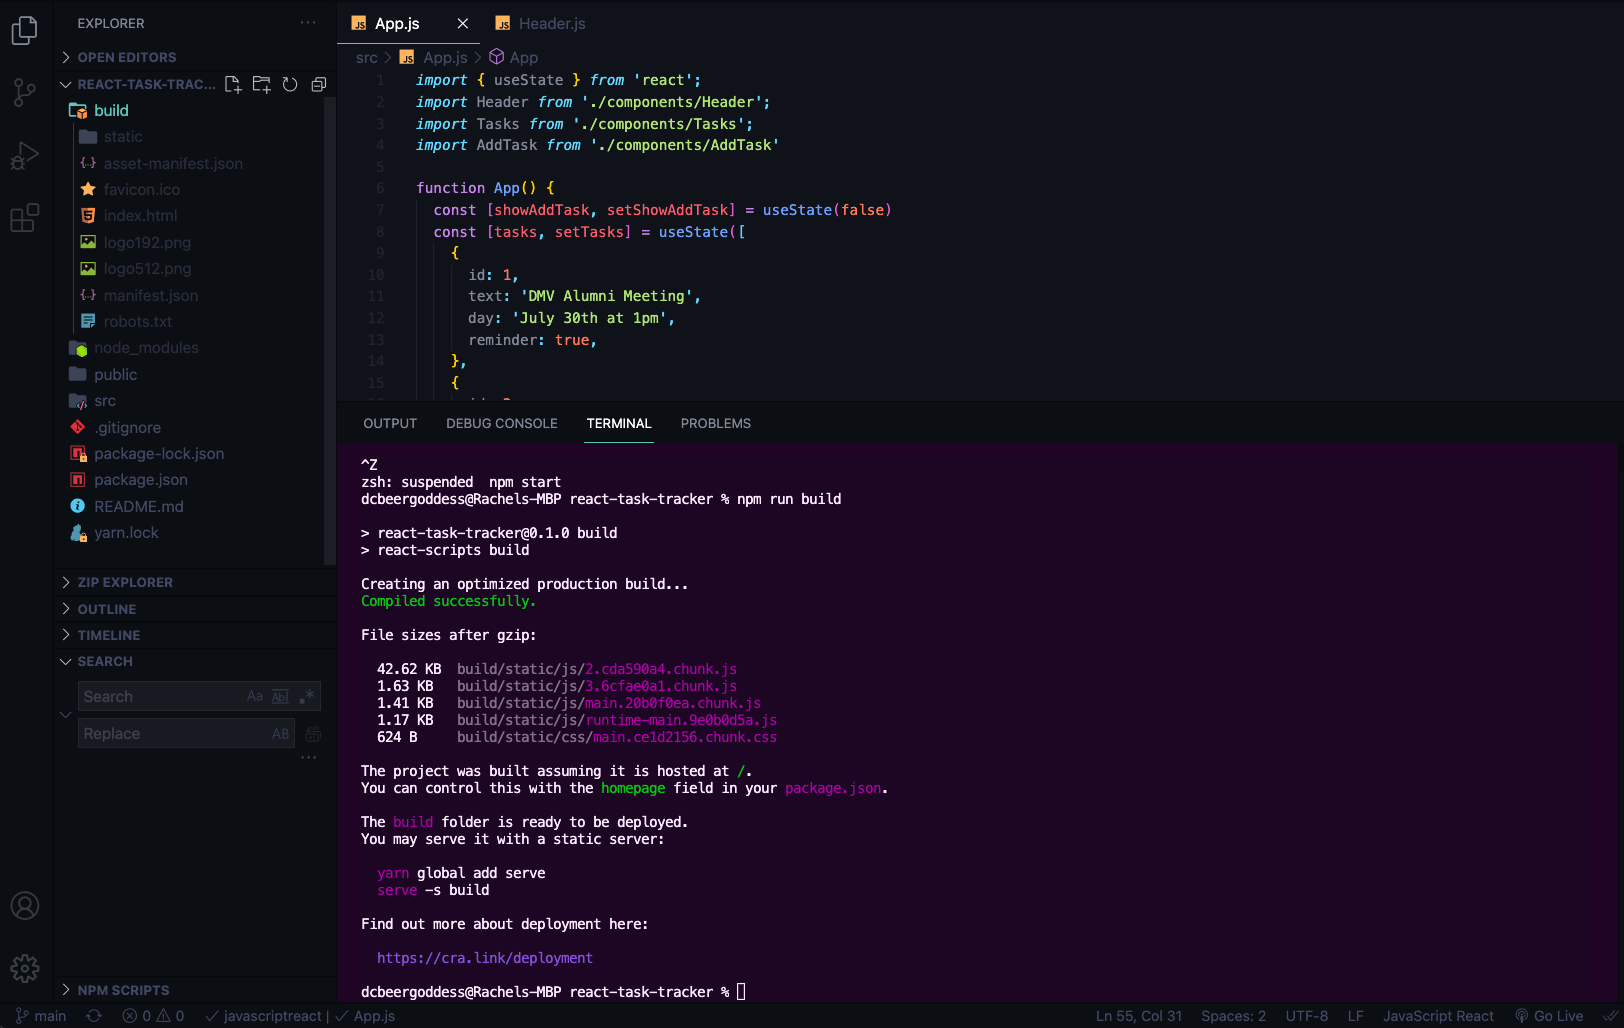 EXPLORER
OPEN EDITORS
REACT-TASK-TRAC...
build
static
asset-manifest.json
favicon.ico
index.html
logo192.png
logo512.png
manifest.json
robots.txt
node_modules
public
src
.gitignore
package-lock.json
package.json
README.md
yarn.lock
ZIP EXPLORER
OUTLINE
TIMELINE
SEARCH
Search Aa Abl .*
Replace AB
NPM SCRIPTS
App.js Header.js
src > App.js > App
1 import { useState } from 'react';
2 import Header from './components/Header';
3 import Tasks from './components/Tasks';
4 import AddTask from './components/AddTask'
5
6 function App() {
7 const [showAddTask, setShowAddTask] = useState(false)
8 const [tasks, setTasks] = useState([
9 {
10 id: 1,
11 text: 'DMV Alumni Meeting',
12 day: 'July 30th at 1pm',
13 reminder: true,
14 },
15 {
OUTPUT DEBUG CONSOLE TERMINAL PROBLEMS
^Z
zsh: suspended npm start
dcbeergoddess@Rachels-MBP react-task-tracker % npm run build
> react-task-tracker@0.1.0 build
> react-scripts build
Creating an optimized production build...
Compiled successfully.
File sizes after gzip:
42.62 KB build/static/js/2.cda590a4.chunk.js
1.63 KB build/static/js/3.6cfae0a1.chunk.js
1.41 KB build/static/js/main.20b0f0ea.chunk.js
1.17 KB build/static/js/runtime-main.9e0b0d5a.js
624 B build/static/css/main.ce1d2156.chunk.css
The project was built assuming it is hosted at /.
You can control this with the homepage field in your package.json.
The build folder is ready to be deployed.
You may serve it with a static server:
yarn global add serve
serve -s build
Find out more about deployment here:
https://cra.link/deployment
dcbeergoddess@Rachels-MBP react-task-tracker %
main 0 0 javascriptreact | App.js Ln 55, Col 31 Spaces: 2 UTF-8 LF JavaScript React Go Live